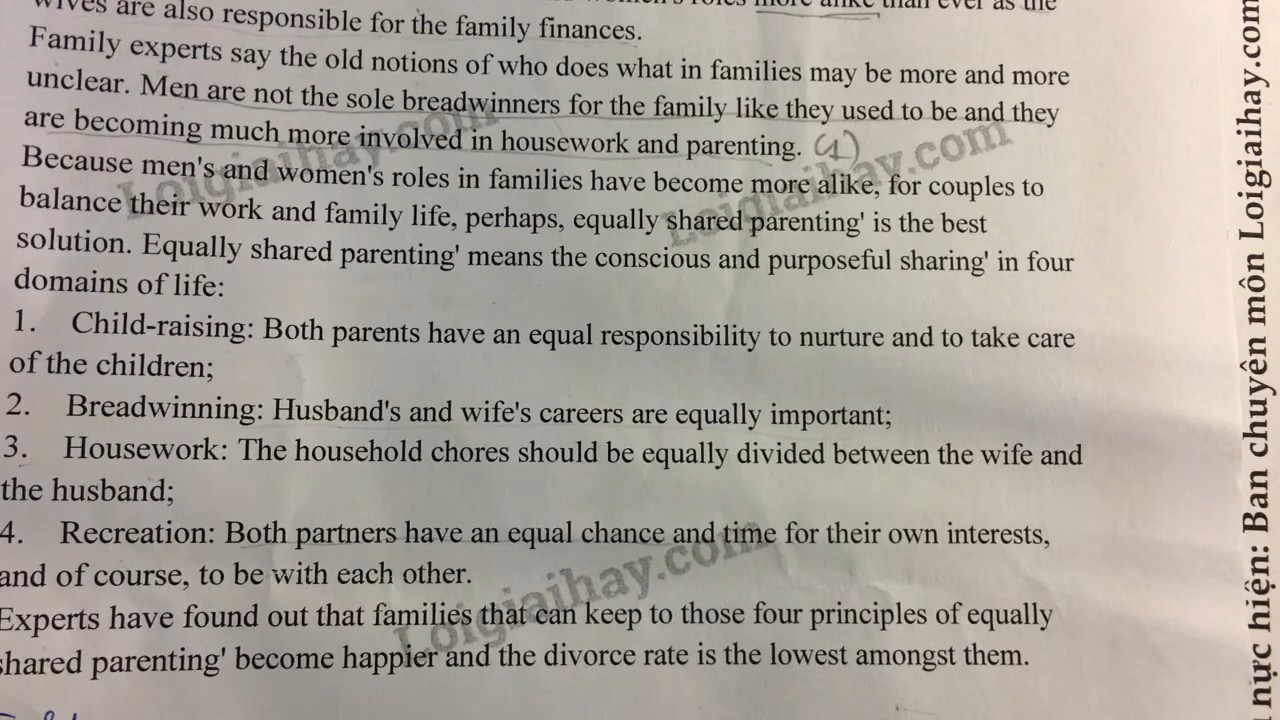 more alike than ever as the
wives are also responsible for the family finances.
Family experts say the old notions of who does what in families may be more and more
unclear. Men are not the sole breadwinners for the family like they used to be and they
are becoming much more involved in housework and parenting. (1)
Because men's and women's roles in families have become more alike, for couples to
balance their work and family life, perhaps, equally shared parenting' is the best
solution. Equally shared parenting' means the conscious and purposeful sharing' in four
domains of life:
1. Child-raising: Both parents have an equal responsibility to nurture and to take care
of the children;
2. Breadwinning: Husband's and wife's careers are equally important;
3. Housework: The household chores should be equally divided between the wife and
the husband;
4. Recreation: Both partners have an equal chance and time for their own interests,
and of course, to be with each other.
Experts have found out that families that can keep to those four principles of equally
shared parenting' become happier and the divorce rate is the lowest amongst them.
Loigiaihay.com
Loigiaihay.com
Loigiaihay.com
hực hiện: Ban chuyên môn Loigiaihay.com